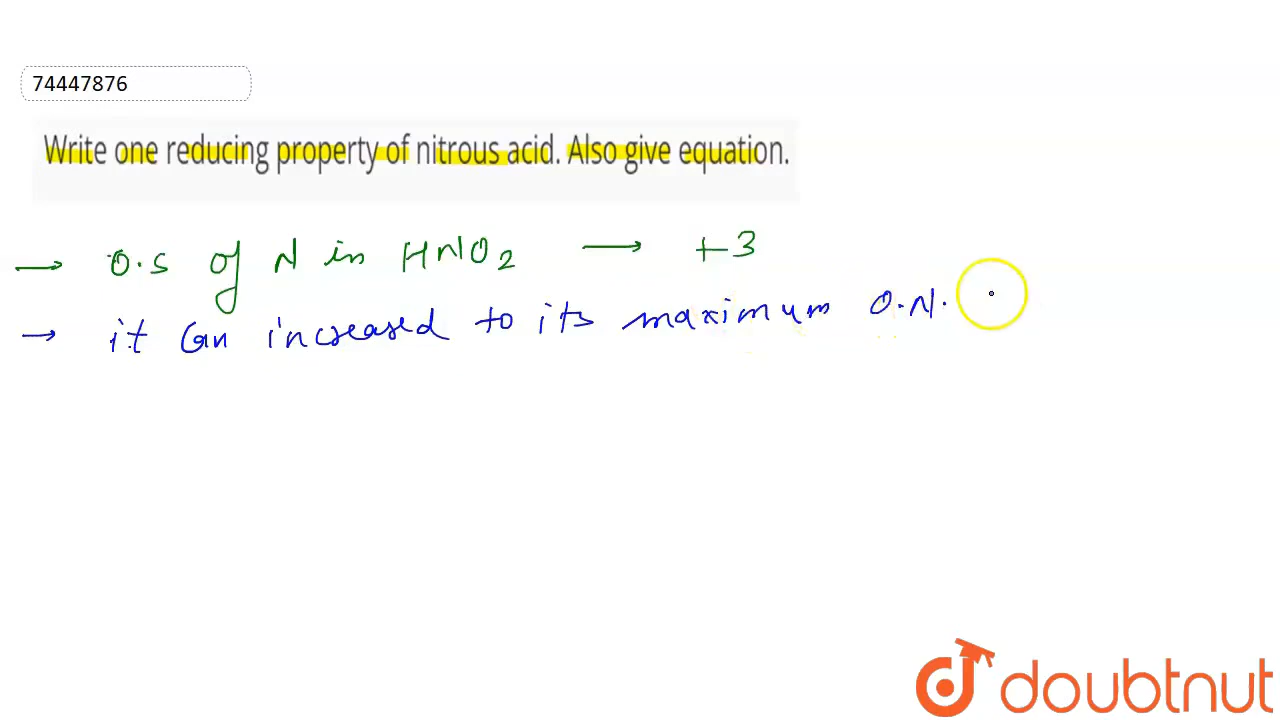 74447876
Write one reducing property of nitrous acid. Also give equation.
→ O.S of N in HNO2 → +3
→ it can increased to its maximum O.N.
doubtnut